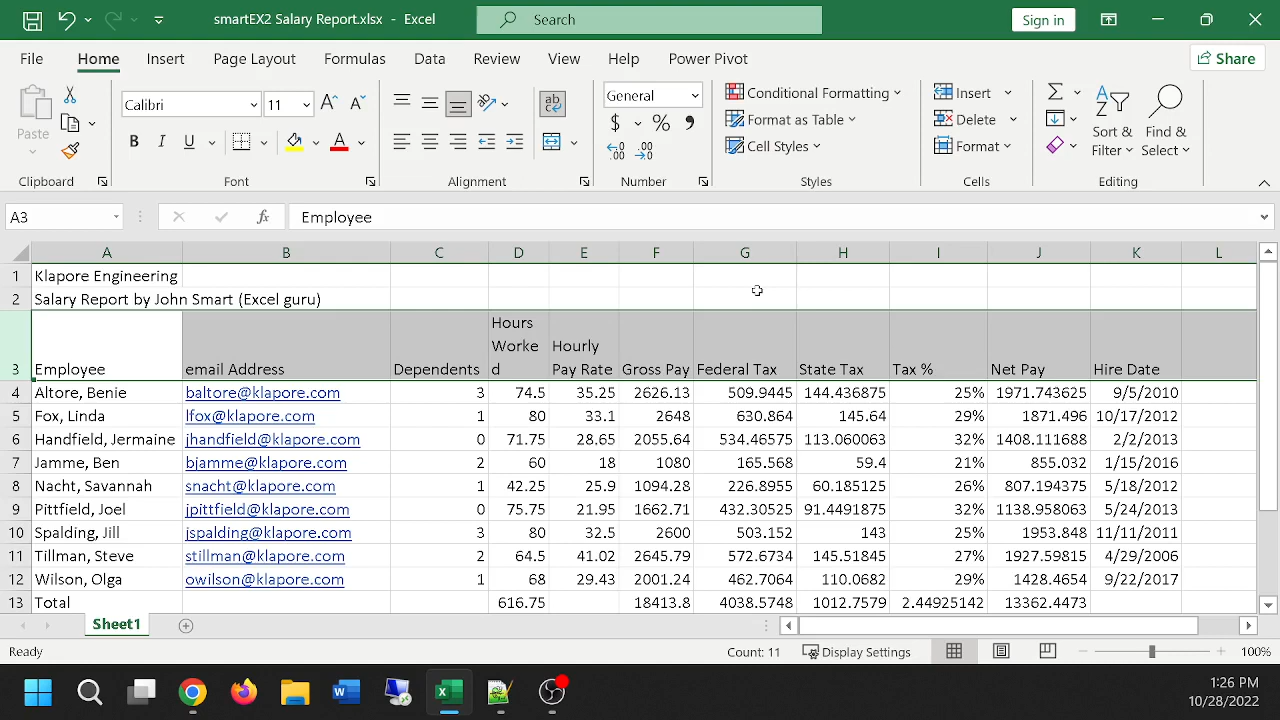 smartEX2 Salary Report.xlsx - Excel
Search
Sign in
File Home Insert Page Layout Formulas Data Review View Help Power Pivot
Share
Paste
Calibri
11
ab
General
Conditional Formatting
Format as Table
Cell Styles
Insert
Delete
Format
Sort &
Filter
Find &
Select
Clipboard Font Alignment Number Styles Cells Editing
A3
fx
Employee
A B C D E F G H I J K L
1 Klapore Engineering
2 Salary Report by John Smart (Excel guru)
Hours
Worke Hourly
3 Employee email Address Dependents d Pay Rate Gross Pay Federal Tax State Tax Tax % Net Pay Hire Date
4 Altore, Benie baltore@klapore.com 3 74.5 35.25 2626.13 509.9445 144.436875 25% 1971.743625 9/5/2010
5 Fox, Linda lfox@klapore.com 1 80 33.1 2648 630.864 145.64 29% 1871.496 10/17/2012
6 Handfield, Jermaine jhandfield@klapore.com 0 71.75 28.65 2055.64 534.46575 113.060063 32% 1408.111688 2/2/2013
7 Jamme, Ben bjamme@klapore.com 2 60 18 1080 165.568 59.4 21% 855.032 1/15/2016
8 Nacht, Savannah snacht@klapore.com 1 42.25 25.9 1094.28 226.8955 60.185125 26% 807.194375 5/18/2012
9 Pittfield, Joel jpittfield@klapore.com 0 75.75 21.95 1662.71 432.30525 91.4491875 32% 1138.958063 5/24/2013
10 Spalding, Jill jspalding@klapore.com 3 80 32.5 2600 503.152 143 25% 1953.848 11/11/2011
11 Tillman, Steve stillman@klapore.com 2 64.5 41.02 2645.79 572.6734 145.51845 27% 1927.59815 4/29/2006
12 Wilson, Olga owilson@klapore.com 1 68 29.43 2001.24 462.7064 110.0682 29% 1428.4654 9/22/2017
13 Total 616.75 18413.8 4038.5748 1012.7579 2.44925142 13362.4473
Sheet1
Ready
Count: 11
Display Settings
100%
1:26 PM
10/28/2022